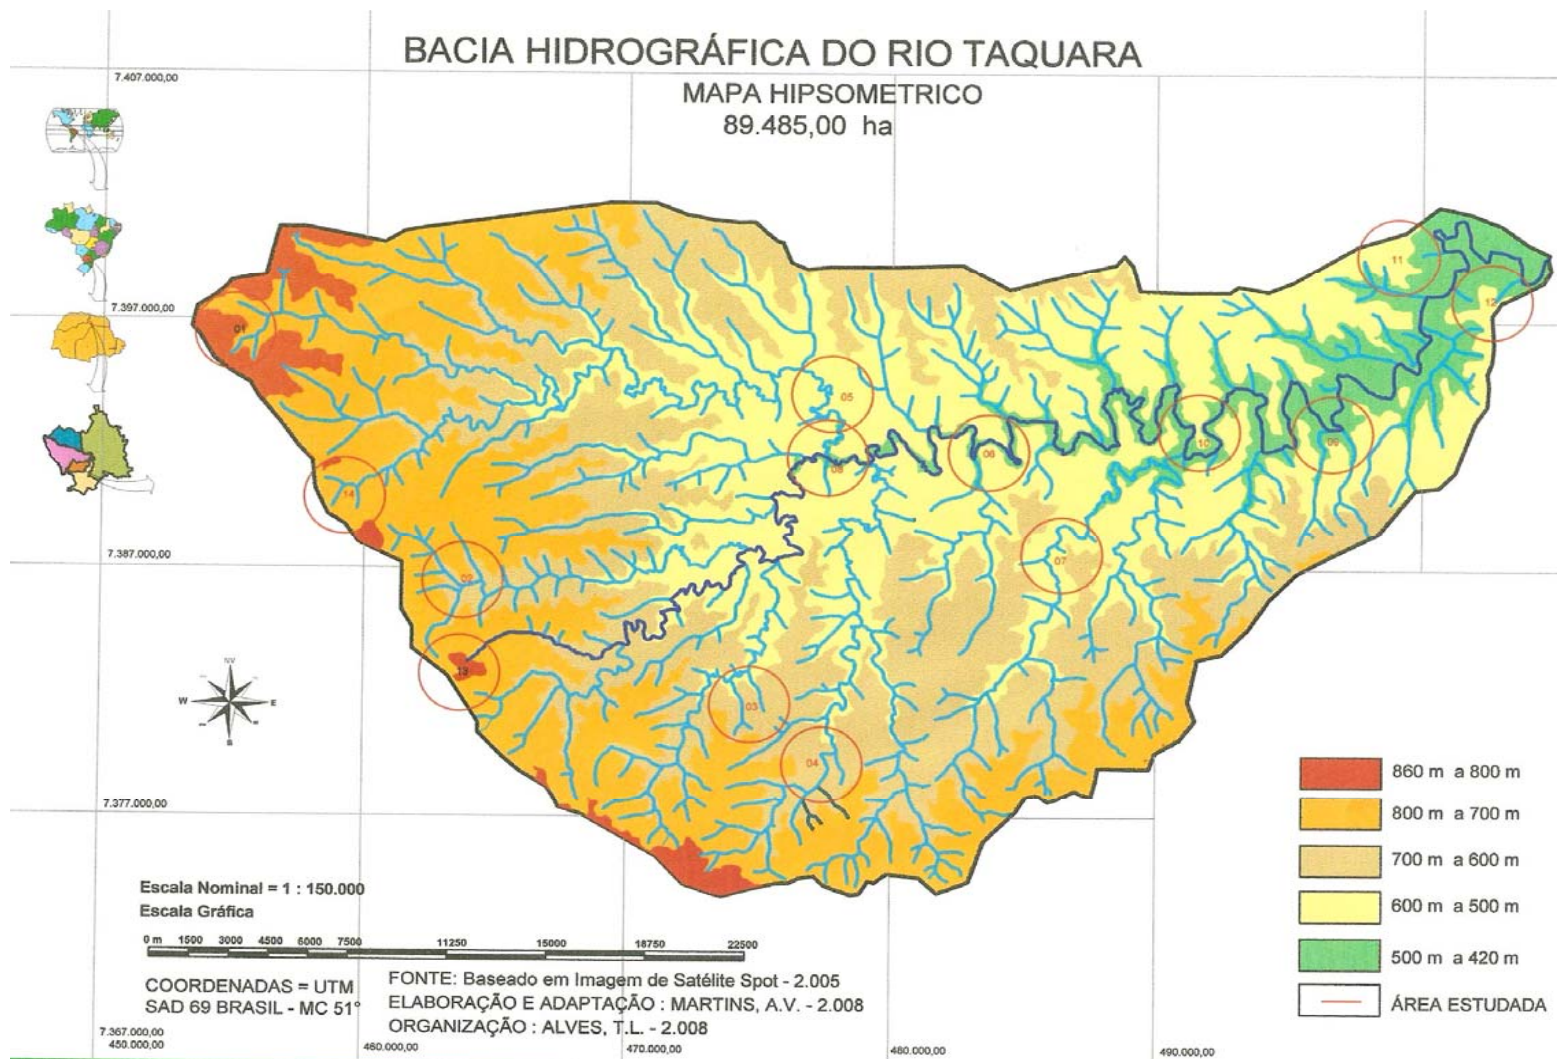 BACIA HIDROGRÁFICA DO RIO TAQUARA
MAPA HIPSOMETRICO
89.485,00 ha
7.407.000,00
7.397.000,00
7.387.000,00
7.377.000,00
7.367.000,00
450.000,00
460.000,00
470.000,00
480.000,00
490.000,00
11
12
01
05
14
08
06
10
09
02
07
13
03
04
NV
W
E
S
860 m a 800 m
800 m a 700 m
700 m a 600 m
600 m a 500 m
500 m a 420 m
ÁREA ESTUDADA
Escala Nominal = 1 : 150.000
Escala Gráfica
0 m 1500 3000 4500 6000 7500 11250 15000 18750 22500
COORDENADAS = UTM
SAD 69 BRASIL - MC 51°
FONTE: Baseado em Imagem de Satélite Spot - 2.005
ELABORAÇÃO E ADAPTAÇÃO : MARTINS, A.V. - 2.008
ORGANIZAÇÃO : ALVES, T.L. - 2.008